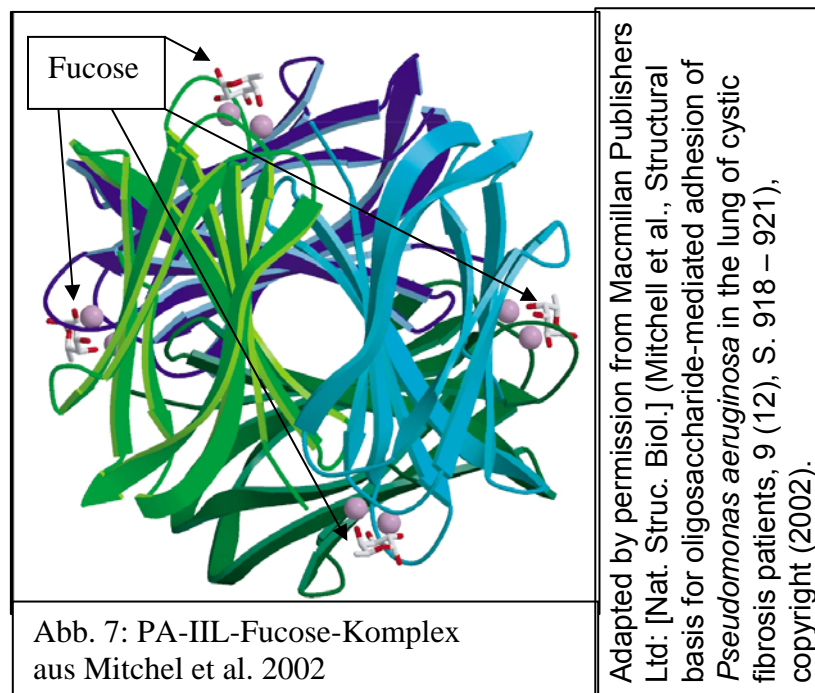 Fucose
Abb. 7: PA-IIL-Fucose-Komplex
aus Mitchel et al. 2002
Adapted by permission from Macmillan Publishers
Ltd: [Nat. Struc. Biol.] (Mitchell et al., Structural
basis for oligosaccharide-mediated adhesion of
Pseudomonas aeruginosa in the lung of cystic
fibrosis patients, 9 (12), S. 918 – 921),
copyright (2002).